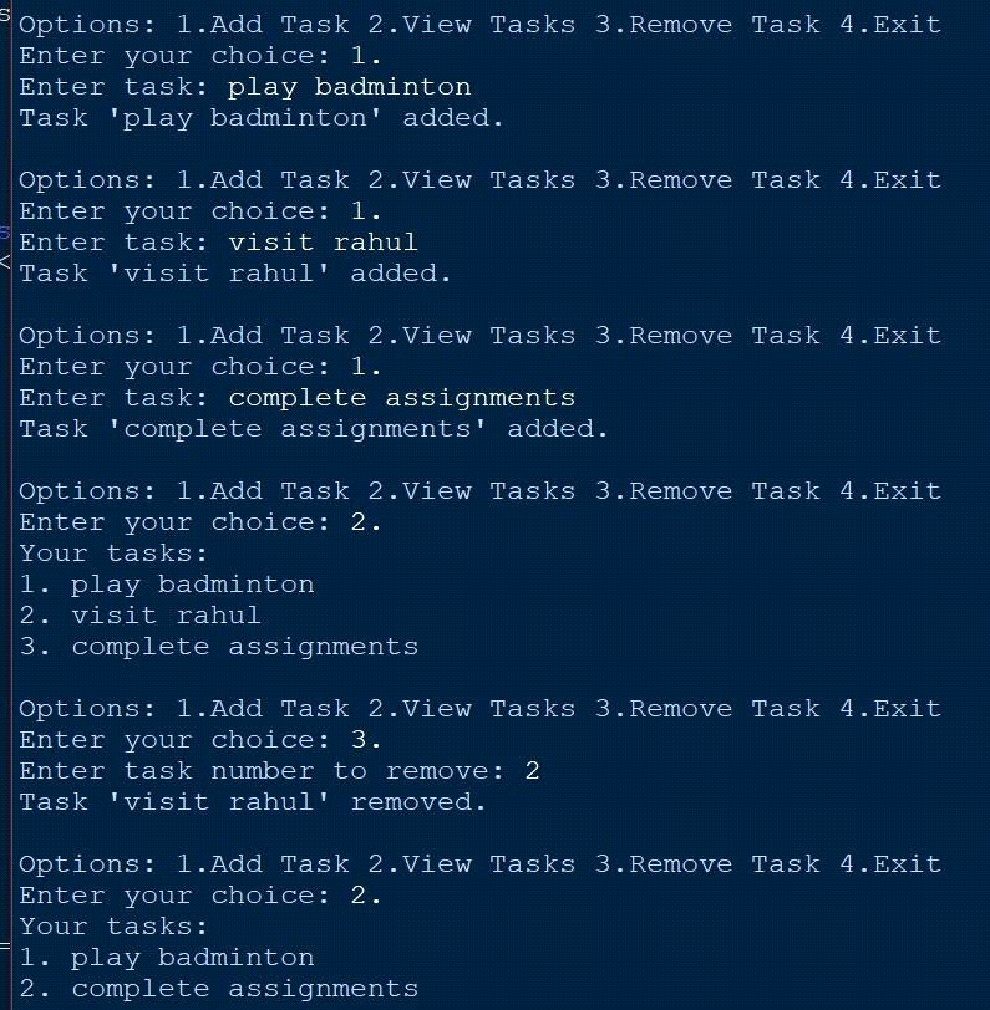 Options: 1.Add Task 2.View Tasks 3.Remove Task 4.Exit
Enter your choice: 1.
Enter task: play badminton
Task 'play badminton' added.

Options: 1.Add Task 2.View Tasks 3.Remove Task 4.Exit
Enter your choice: 1.
Enter task: visit rahul
Task 'visit rahul' added.

Options: 1.Add Task 2.View Tasks 3.Remove Task 4.Exit
Enter your choice: 1.
Enter task: complete assignments
Task 'complete assignments' added.

Options: 1.Add Task 2.View Tasks 3.Remove Task 4.Exit
Enter your choice: 2.
Your tasks:
1. play badminton
2. visit rahul
3. complete assignments

Options: 1.Add Task 2.View Tasks 3.Remove Task 4.Exit
Enter your choice: 3.
Enter task number to remove: 2
Task 'visit rahul' removed.

Options: 1.Add Task 2.View Tasks 3.Remove Task 4.Exit
Enter your choice: 2.
Your tasks:
1. play badminton
2. complete assignments